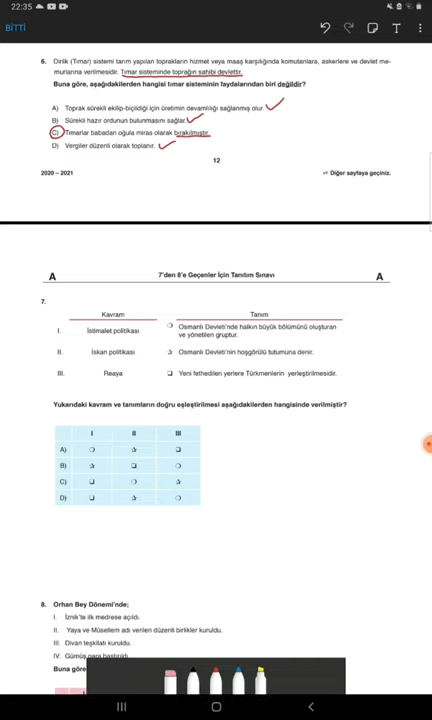 22:35
BİTTİ
6. Dirlik (Tımar) sistemi tarım yapılan toprakların hizmet veya maaş karşılığında komutanlara, askerlere ve devlet me-
murlarına verilmesidir. Tımar sisteminde toprağın sahibi devlettir.
Buna göre, aşağıdakilerden hangisi tımar sisteminin faydalarından biri değildir?
A) Toprak sürekli ekilip-biçildiği için üretimin devamlılığı sağlanmış olur.
B) Sürekli hazır ordunun bulunmasını sağlar.
C) Tımarlar babadan oğula miras olarak bırakılmıştır.
D) Vergiler düzenli olarak toplanır.
12
2020 – 2021
Diğer sayfaya geçiniz.
A 7'den 8'e Geçenler İçin Tanıtım Sınavı A
7.
Kavram Tanım
I. İstimalet politikası ❍ Osmanlı Devleti'nde halkın büyük bölümünü oluşturan
ve yönetilen gruptur.
II. İskan politikası ✰ Osmanlı Devleti'nin hoşgörülü tutumuna denir.
III. Reaya ❏ Yeni fethedilen yerlere Türkmenlerin yerleştirilmesidir.
Yukarıdaki kavram ve tanımların doğru eşleştirilmesi aşağıdakilerden hangisinde verilmiştir?
I II III
A) ❍ ✰ ❏
B) ✰ ❏ ❍
C) ❏ ❍ ✰
D) ❏ ✰ ❍
8. Orhan Bey Dönemi'nde;
I. İznik'te ilk medrese açıldı.
II. Yaya ve Müsellem adı verilen düzenli birlikler kuruldu.
III. Divan teşkilatı kuruldu.
IV. Gümüş para bastırıldı.
Buna göre